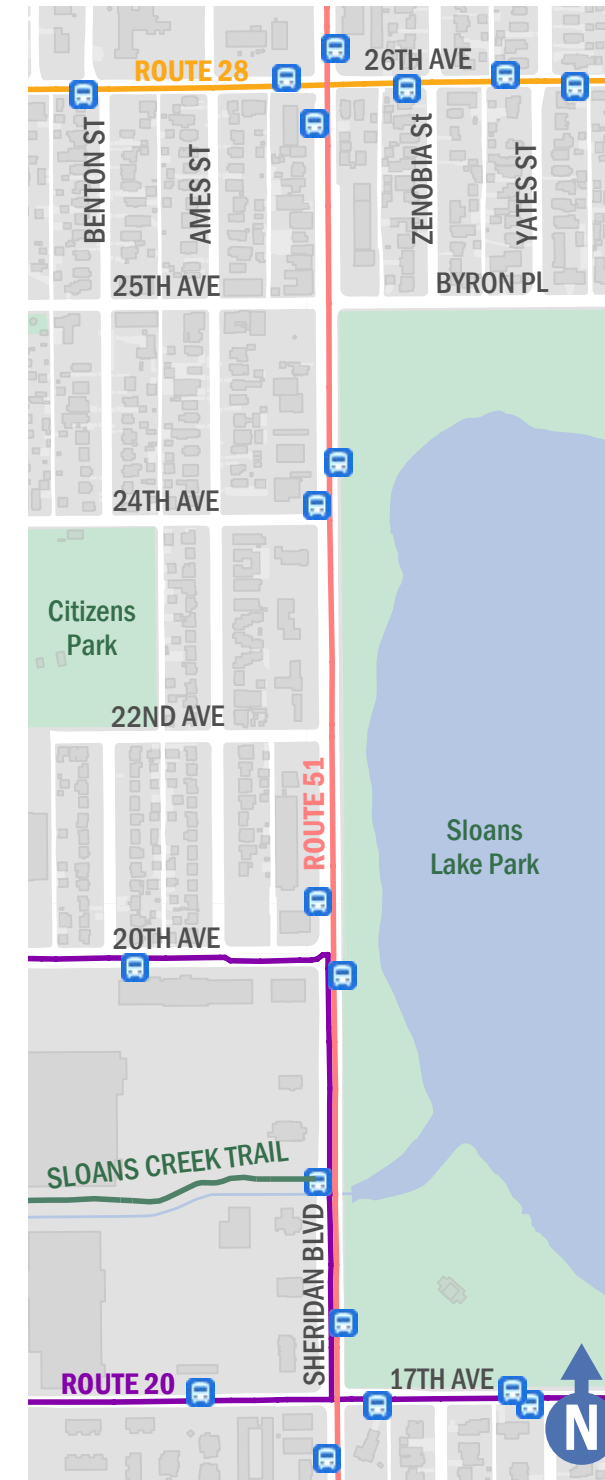 26TH AVE
ROUTE 28
BENTON ST
AMES ST
ZENOBIA St
YATES ST
25TH AVE
BYRON PL
24TH AVE
Citizens
Park
22ND AVE
ROUTE 51
Sloans
Lake Park
20TH AVE
SLOANS CREEK TRAIL
SHERIDAN BLVD
ROUTE 20
17TH AVE
N